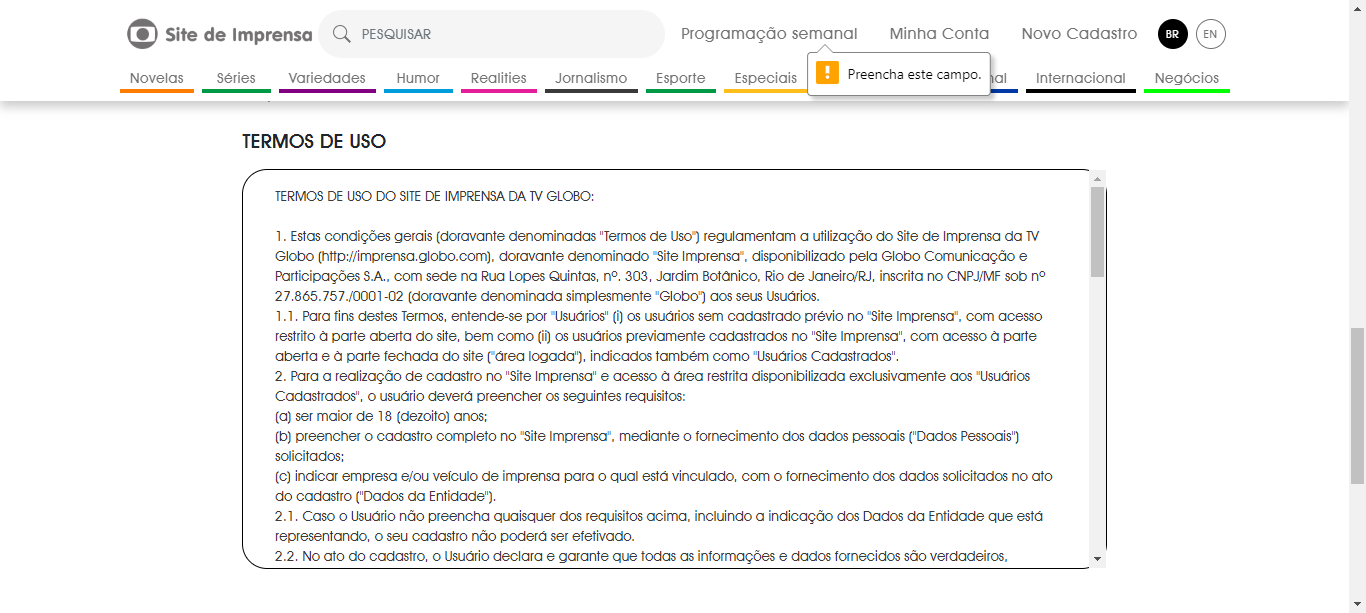 Site de Imprensa
PESQUISAR
Programação semanal
Minha Conta
Novo Cadastro
BR
EN
Novelas
Séries
Variedades
Humor
Realities
Jornalismo
Esporte
Especiais
Preencha este campo.
Internacional
Negócios
TERMOS DE USO
TERMOS DE USO DO SITE DE IMPRENSA DA TV GLOBO:
1. Estas condições gerais (doravante denominadas "Termos de Uso") regulamentam a utilização do Site de Imprensa da TV
Globo (http://imprensa.globo.com), doravante denominado "Site Imprensa", disponibilizado pela Globo Comunicação e
Participações S.A., com sede na Rua Lopes Quintas, nº. 303, Jardim Botânico, Rio de Janeiro/RJ, inscrita no CNPJ/MF sob nº
27.865.757./0001-02 (doravante denominada simplesmente "Globo") aos seus Usuários.
1.1. Para fins destes Termos, entende-se por "Usuários" (i) os usuários sem cadastrado prévio no "Site Imprensa", com acesso
restrito à parte aberta do site, bem como (ii) os usuários previamente cadastrados no "Site Imprensa", com acesso à parte
aberta e à parte fechada do site ("área logada"), indicados também como "Usuários Cadastrados".
2. Para a realização de cadastro no "Site Imprensa" e acesso à área restrita disponibilizada exclusivamente aos "Usuários
Cadastrados", o usuário deverá preencher os seguintes requisitos:
(a) ser maior de 18 (dezoito) anos;
(b) preencher o cadastro completo no "Site Imprensa", mediante o fornecimento dos dados pessoais ("Dados Pessoais")
solicitados;
(c) indicar empresa e/ou veículo de imprensa para o qual está vinculado, com o fornecimento dos dados solicitados no ato
do cadastro ("Dados da Entidade").
2.1. Caso o Usuário não preencha quaisquer dos requisitos acima, incluindo a indicação dos Dados da Entidade que está
representando, o seu cadastro não poderá ser efetivado.
2.2. No ato do cadastro, o Usuário declara e garante que todas as informações e dados fornecidos são verdadeiros,